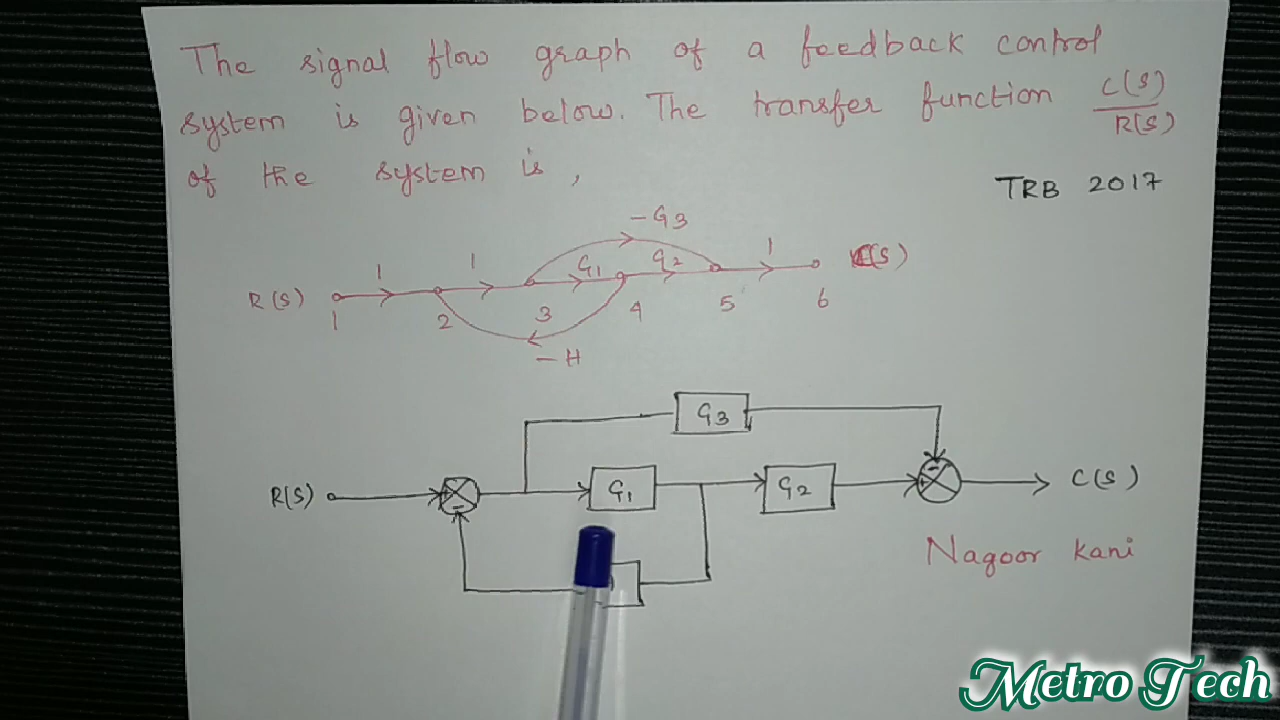 The signal flow graph of a feedback control
system is given below. The transfer function C(s)
R(s)
of the system is,
TRB 2017
-G3
1 1 G1 G2 1
R(s) C(s)
1 2 3 4 5 6
-H
G3
R(s) G1 G2 C(s)
Nagoor kani
Metro Tech